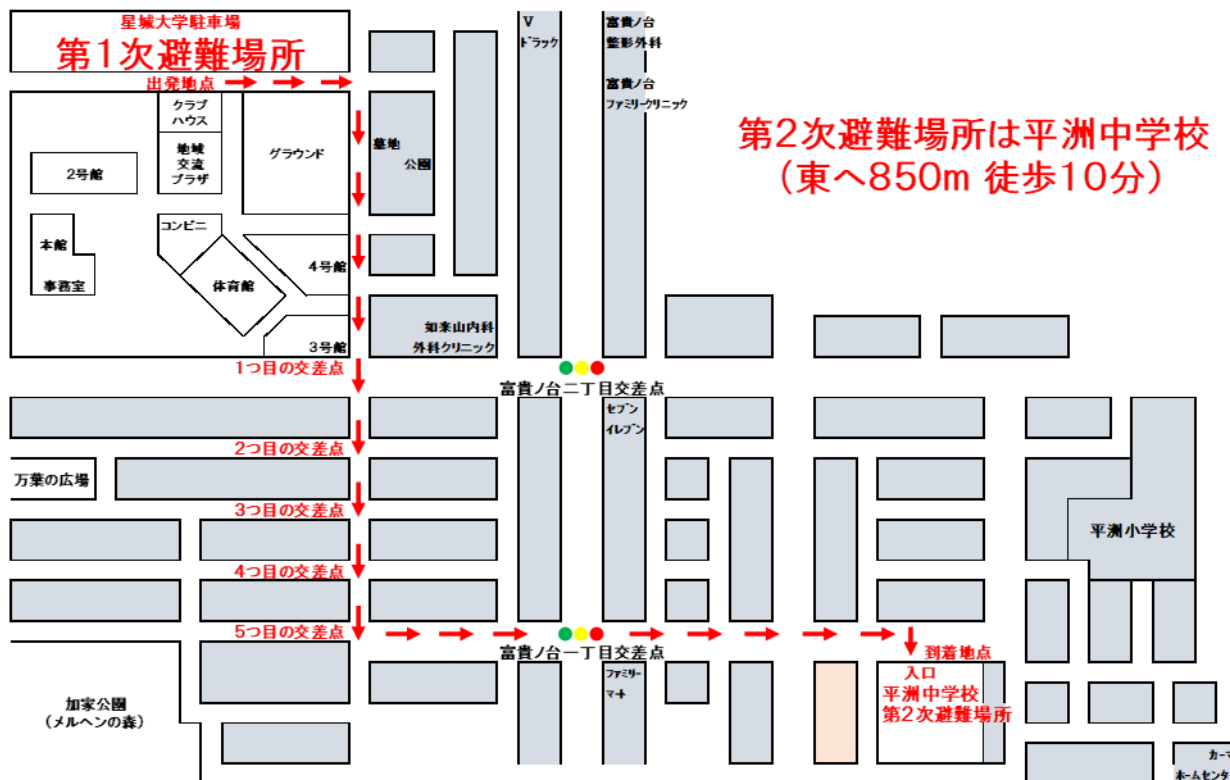 星城大学駐車場
第1次避難場所
出発地点
クラブ
ハウス
地域
交流
プラザ
グラウンド
2号館
コンビニ
本館
事務室
体育館
4号館
3号館
墓地
公園
如来山内科
外科クリニック
V
ドラック
富貴ノ台
整形外科
富貴ノ台
ファミリークリニック
第2次避難場所は平洲中学校
(東へ850m 徒歩10分)
1つ目の交差点
富貴ノ台二丁目交差点
セブン
イレブン
2つ目の交差点
万葉の広場
3つ目の交差点
平洲小学校
4つ目の交差点
5つ目の交差点
富貴ノ台一丁目交差点
ファミリー
マート
到着地点
入口
平洲中学校
第2次避難場所
加家公園
(メルヘンの森)
カーマ
ホームセンタ